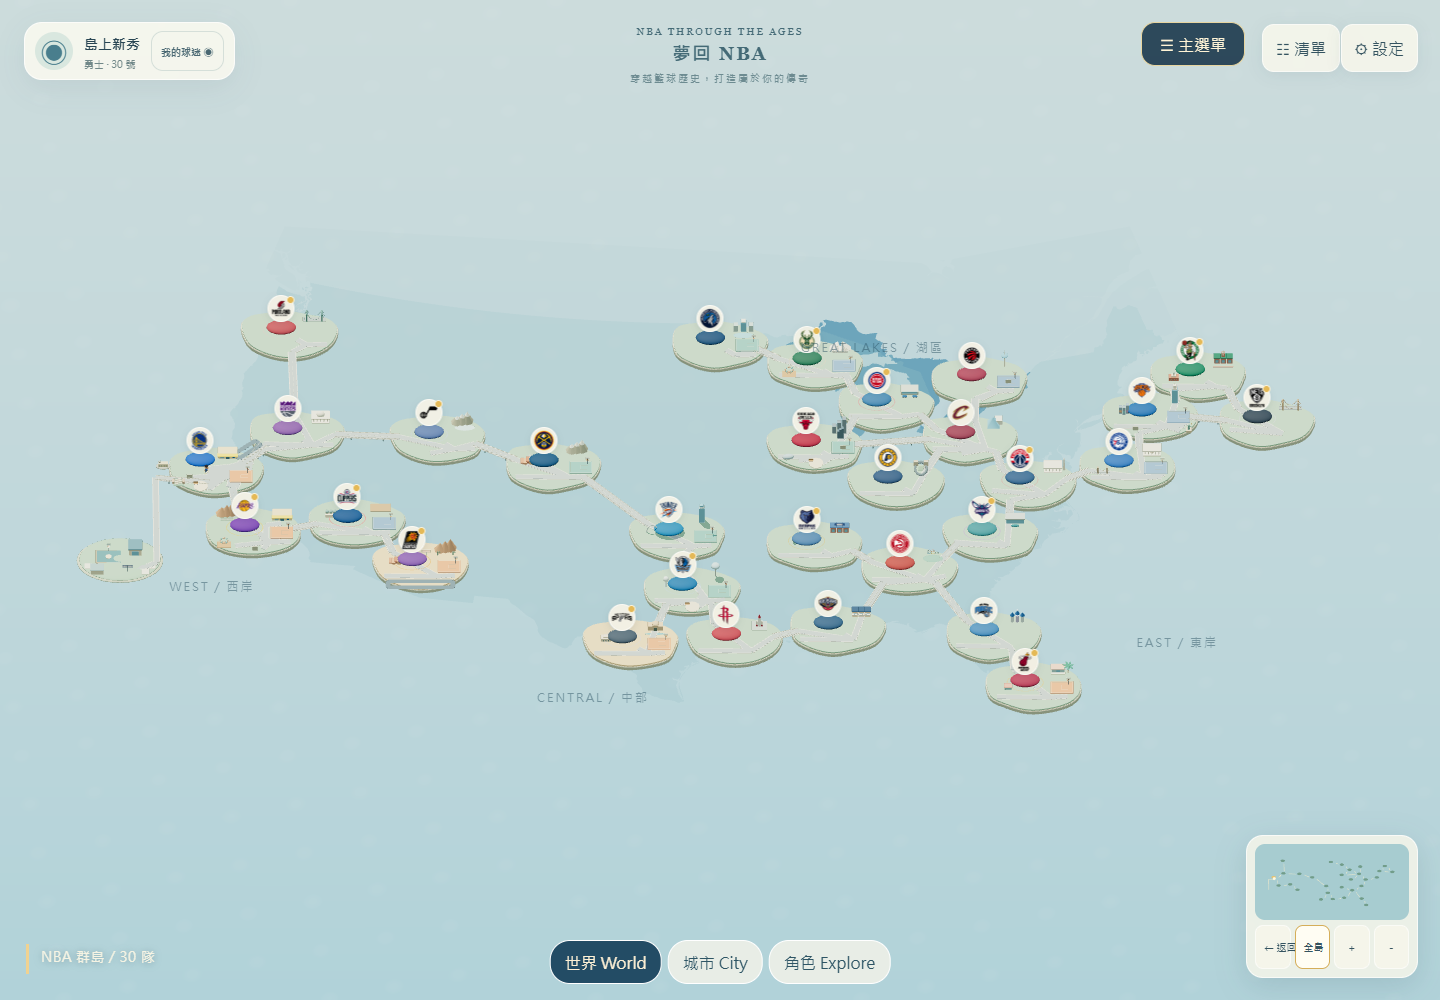 島上新秀
勇士 · 30 號
我的球迷 ◉
NBA THROUGH THE AGES
夢回 NBA
穿越籃球歷史，打造屬於你的傳奇
☰ 主選單
☷ 清單
⚙ 設定
GREAT LAKES / 湖區
WEST / 西岸
EAST / 東岸
CENTRAL / 中部
NBA 群島 / 30 隊
世界 World
城市 City
角色 Explore
← 返回
全島
+
-